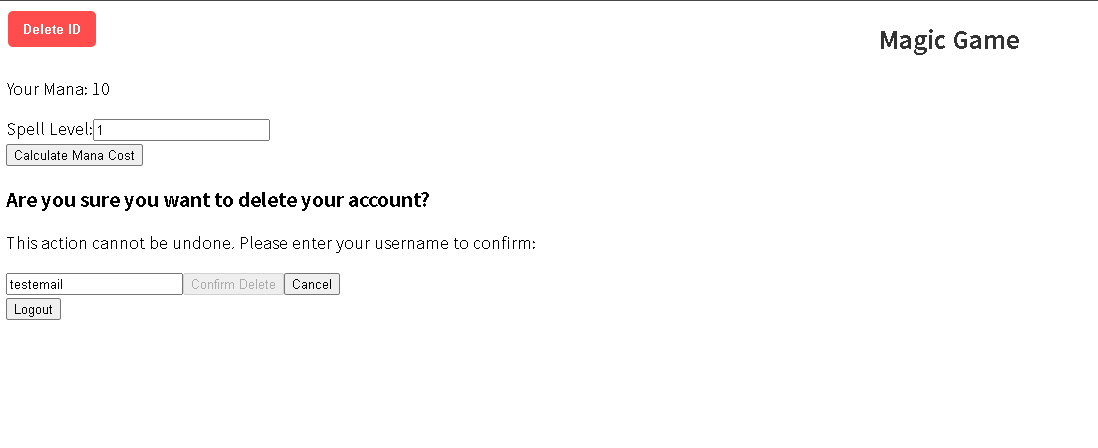 Delete ID
Magic Game
Your Mana: 10
Spell Level: 1
Calculate Mana Cost
Are you sure you want to delete your account?
This action cannot be undone. Please enter your username to confirm:
testemail Confirm Delete Cancel
Logout